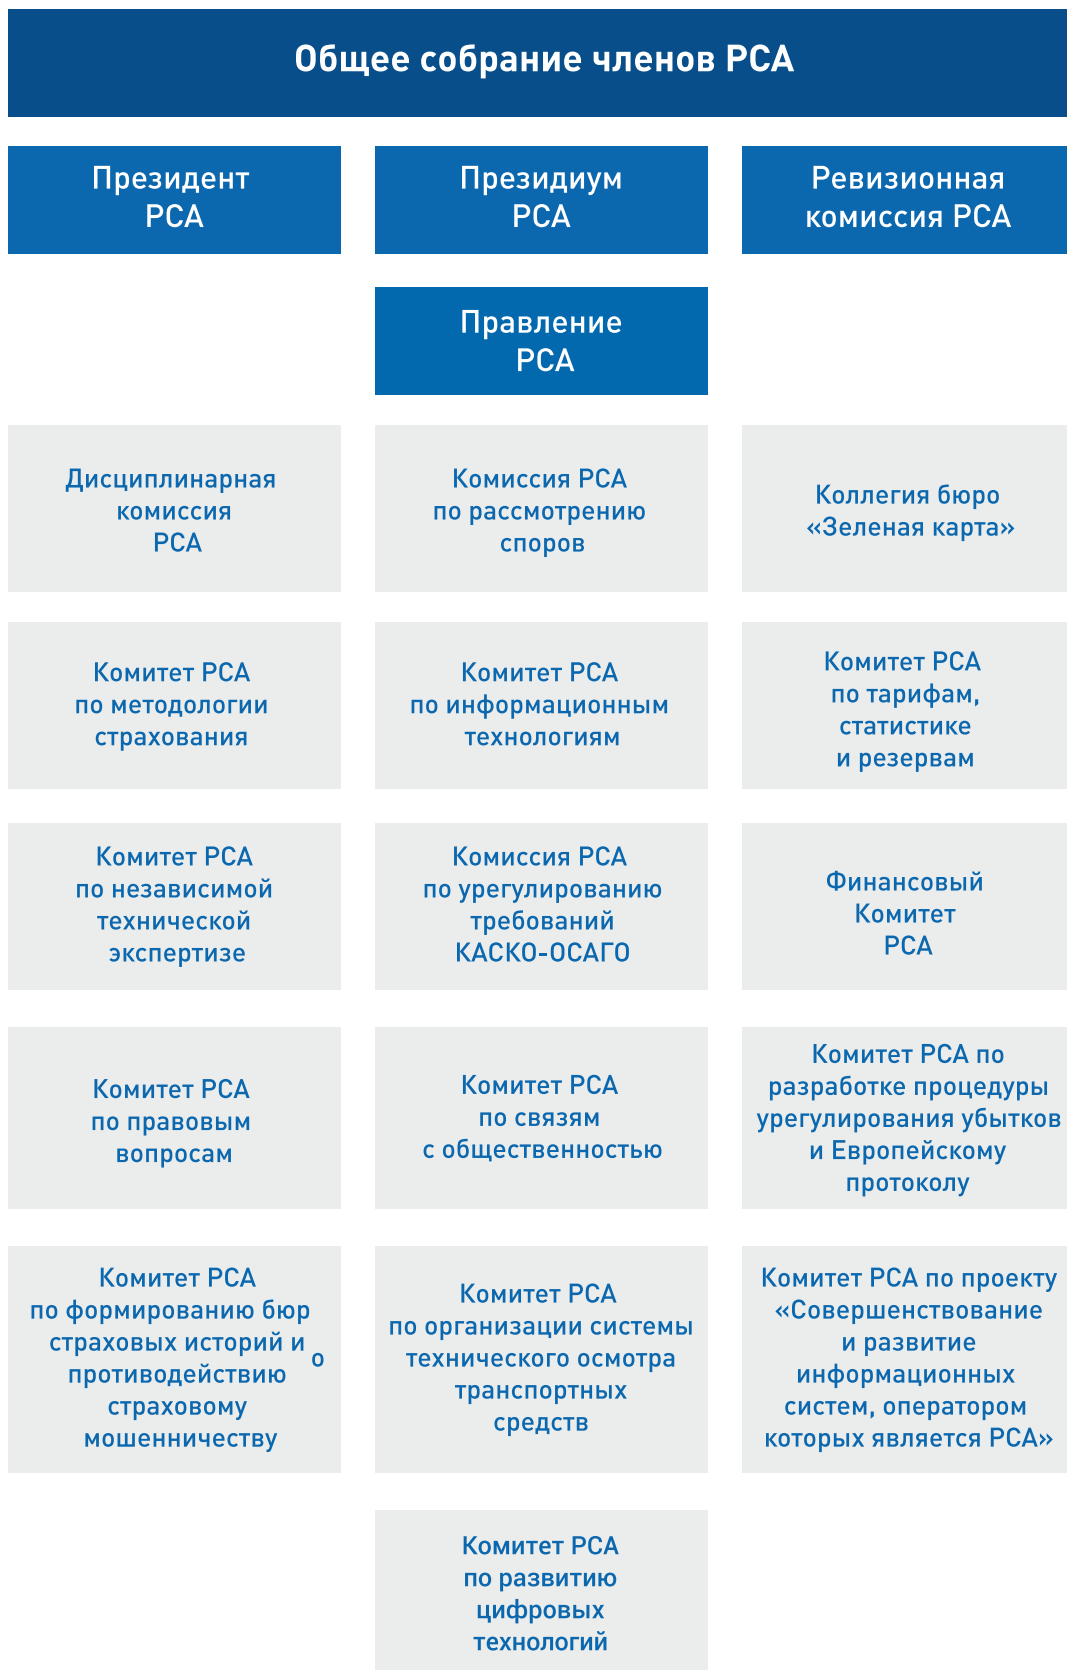 Общее собрание членов РСА
Президент
РСА
Президиум
РСА
Ревизионная
комиссия РСА
Правление
РСА
Дисциплинарная
комиссия
РСА
Комиссия РСА
по рассмотрению
споров
Коллегия бюро
«Зеленая карта»
Комитет РСА
по методологии
страхования
Комитет РСА
по информационным
технологиям
Комитет РСА
по тарифам,
статистике
и резервам
Комитет РСА
по независимой
технической
экспертизе
Комиссия РСА
по урегулированию
требований
КАСКО-ОСАГО
Финансовый
Комитет
РСА
Комитет РСА
по правовым
вопросам
Комитет РСА
по связям
с общественностью
Комитет РСА по
разработке процедуры
урегулирования убытков
и Европейскому
протоколу
Комитет РСА
по формированию бюр
страховых историй и
о
противодействию
страховому
мошенничеству
Комитет РСА
по организации системы
технического осмотра
транспортных
средств
Комитет РСА по проекту
«Совершенствование
и развитие
информационных
систем, оператором
которых является РСА»
Комитет РСА
по развитию
цифровых
технологий